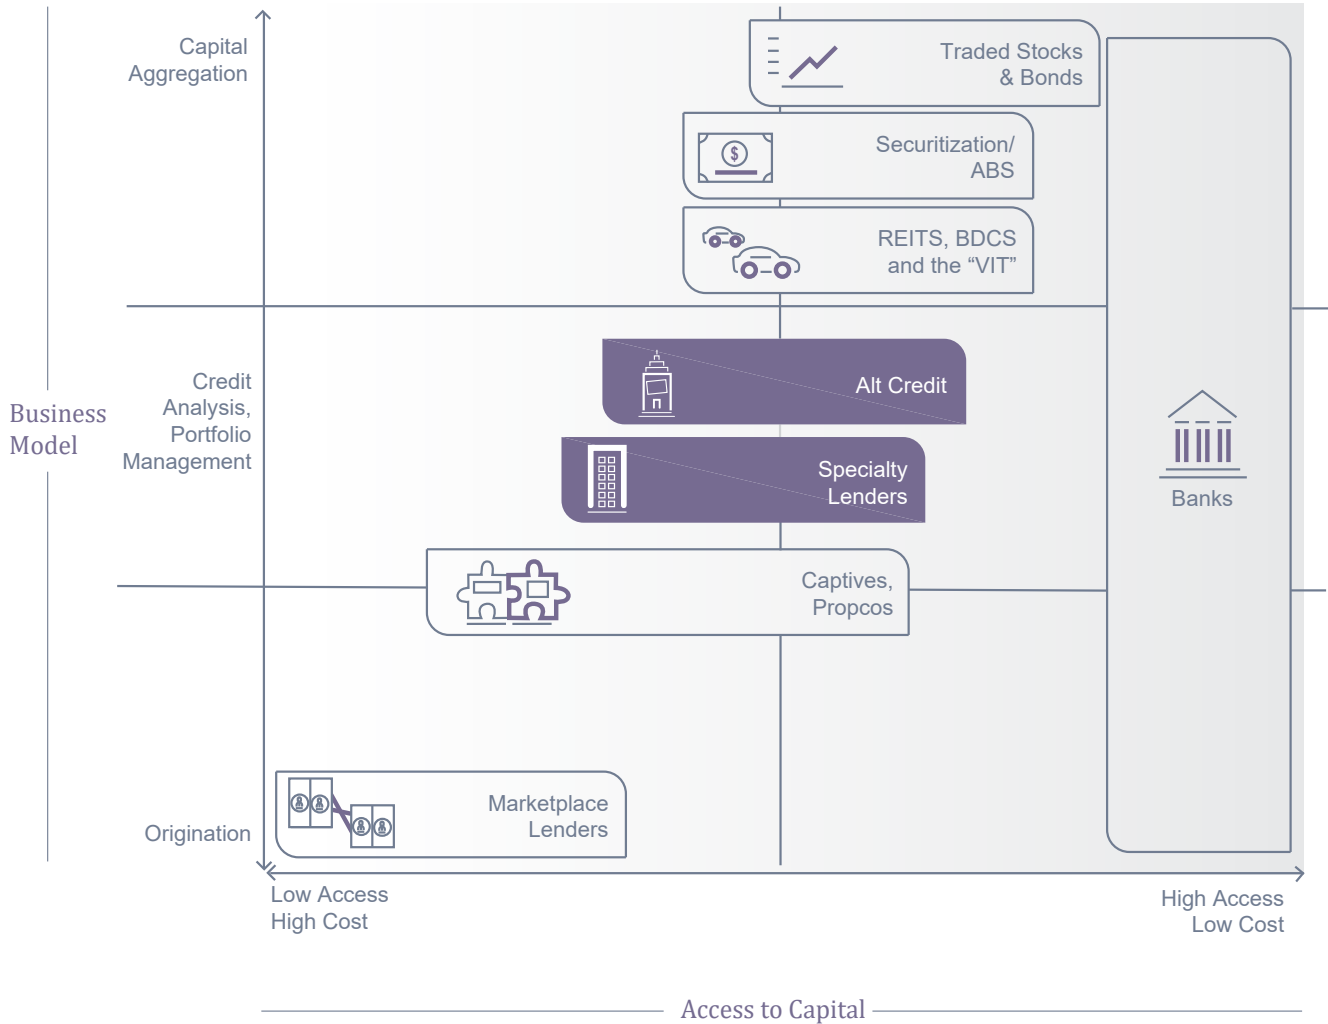 Capital
Aggregation
Traded Stocks
& Bonds
$
Securitization/
ABS
REITS, BDCS
and the “VIT”
Business
Model
Credit
Analysis,
Portfolio
Management
Alt Credit
Specialty
Lenders
Banks
Captives,
Propcos
Marketplace
Lenders
Origination
Low Access
High Cost
High Access
Low Cost
Access to Capital